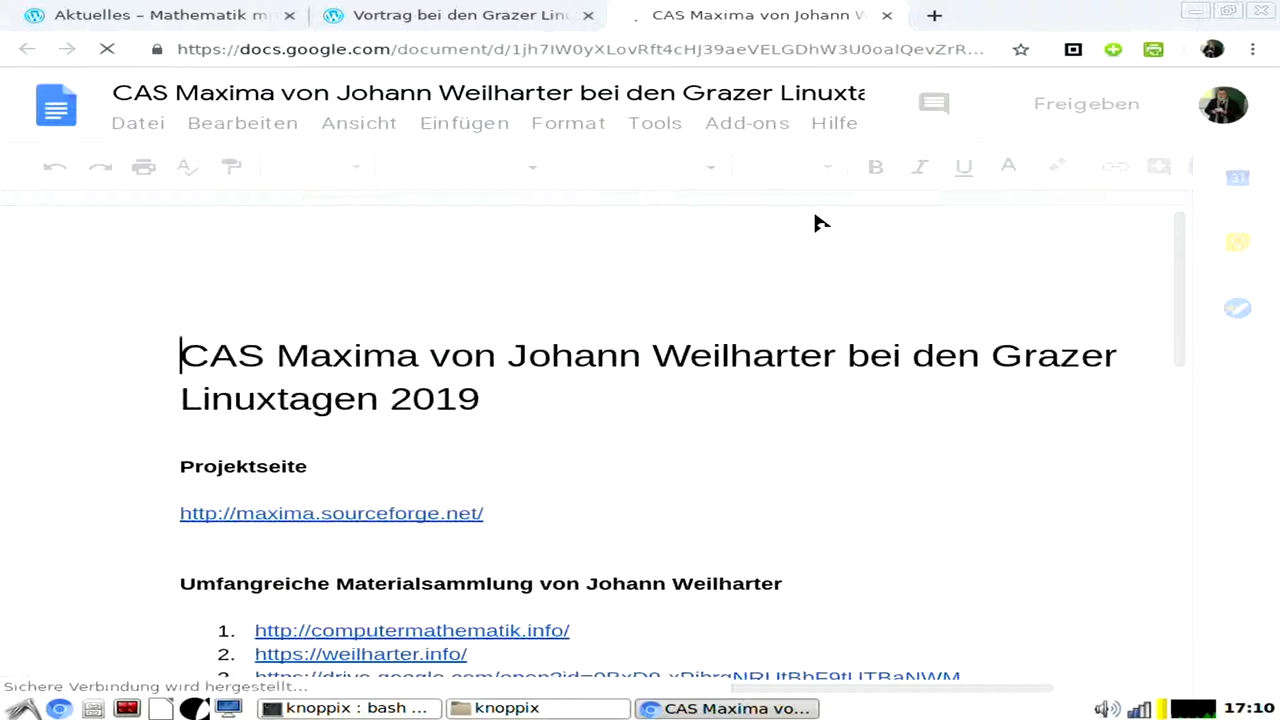 Aktuelles – Mathematik m
Vortrag bei den Grazer Lin
CAS Maxima von Johann W
https://docs.google.com/document/d/1jh7IW0yXLovRft4cHJ39aeVELGDhW3U0oalQevZrR...
CAS Maxima von Johann Weilharter bei den Grazer Linuxta
Datei Bearbeiten Ansicht Einfügen Format Tools Add-ons Hilfe
Freigeben
B I U A
31
CAS Maxima von Johann Weilharter bei den Grazer
Linuxtagen 2019
Projektseite
http://maxima.sourceforge.net/
Umfangreiche Materialsammlung von Johann Weilharter
1. http://computermathematik.info/
2. https://weilharter.info/
Sichere Verbindung wird hergestellt...
knoppix : bash ...
knoppix
CAS Maxima vo...
17:10